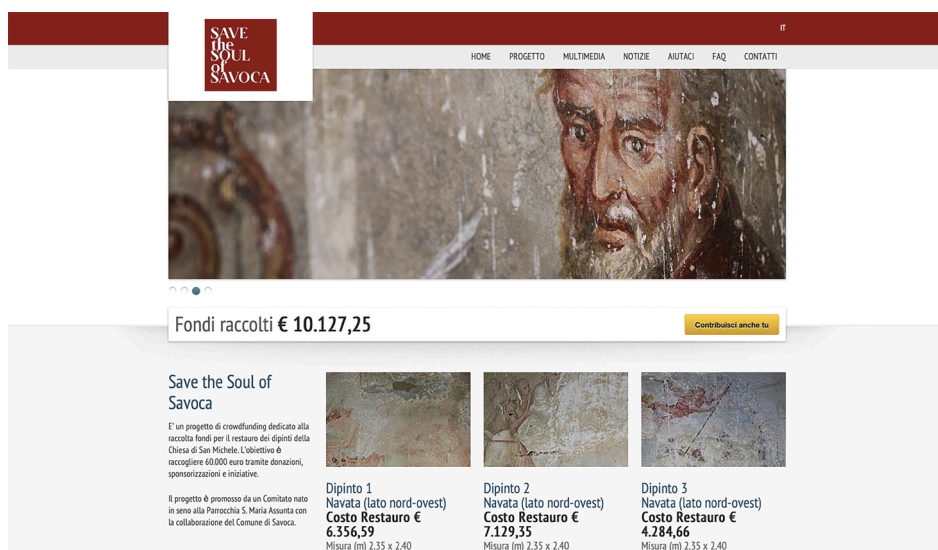 SAVE
the
SOUL
of
SAVOCA
IT
HOME PROGETTO MULTIMEDIA NOTIZIE AIUTACI FAQ CONTATTI
Fondi raccolti € 10.127,25
Contribuisci anche tu
Save the Soul of
Savoca
E' un progetto di crowdfunding dedicato alla
raccolta fondi per il restauro dei dipinti della
Chiesa di San Michele. L'obiettivo è
raccogliere 60.000 euro tramite donazioni,
sponsorizzazioni e iniziative.
Il progetto è promosso da un Comitato nato
in seno alla Parrocchia S. Maria Assunta con
la collaborazione del Comune di Savoca.
Dipinto 1
Navata (lato nord-ovest)
Costo Restauro €
6.356,59
Misura (m) 2.35 x 2.40
Dipinto 2
Navata (lato nord-ovest)
Costo Restauro €
7.129,35
Misura (m) 2.35 x 2.40
Dipinto 3
Navata (lato nord-ovest)
Costo Restauro €
4.284,66
Misura (m) 2.35 x 2.40